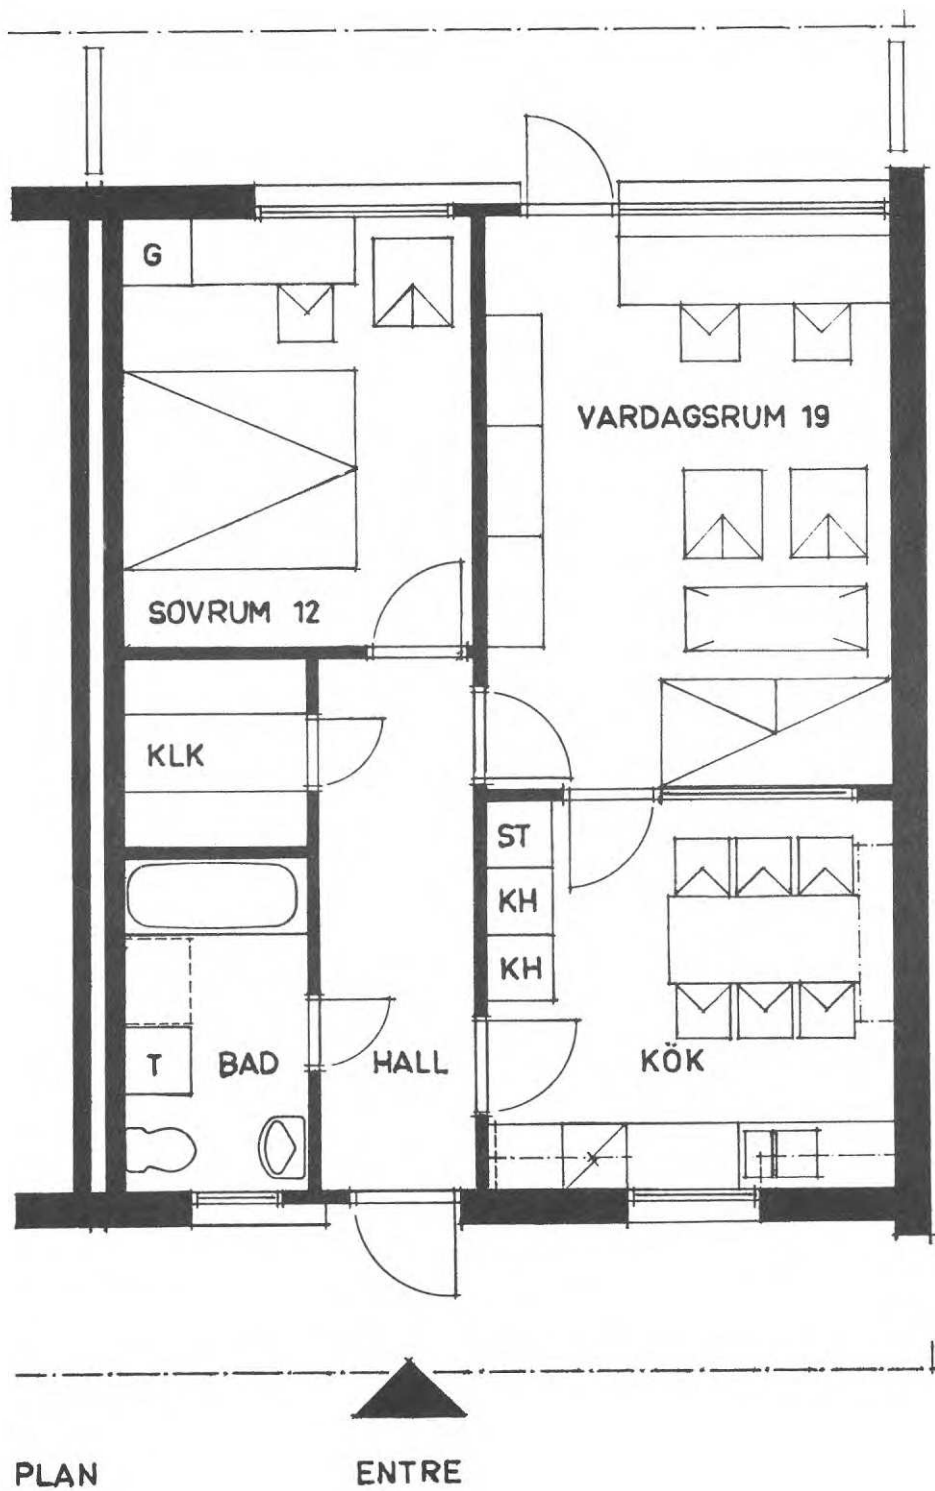 G
VARDAGSRUM 19
SOVRUM 12
KLK
ST
KH
KH
T
BAD
HALL
KÖK
PLAN
ENTRE